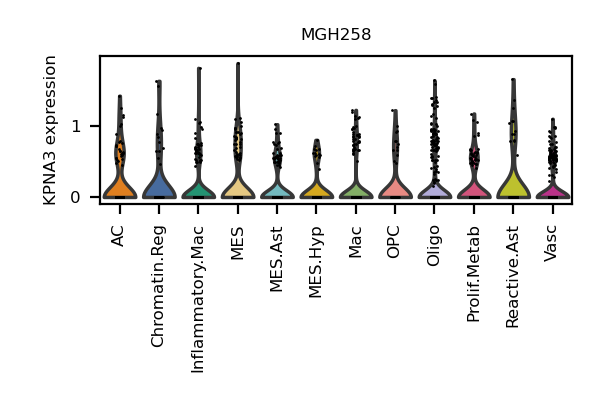 MGH258
KPNA3 expression
1
0
AC
Chromatin.Reg
Inflammatory.Mac
MES
MES.Ast
MES.Hyp
Mac
OPC
Oligo
Prolif.Metab
Reactive.Ast
Vasc